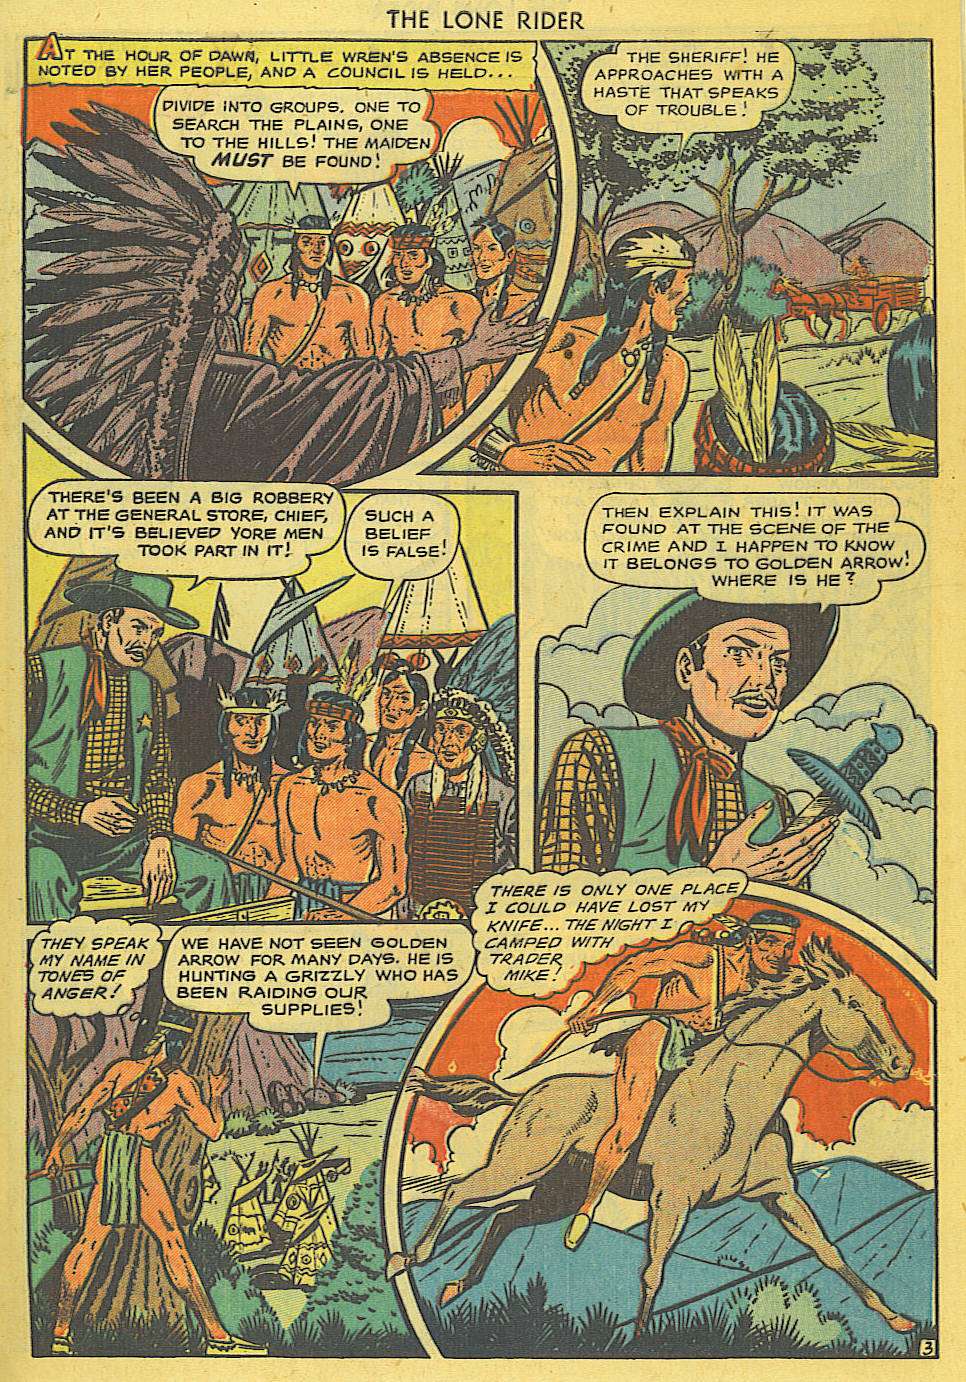 THE LONE RIDER
AT THE HOUR OF DAWN, LITTLE WREN'S ABSENCE IS
NOTED BY HER PEOPLE, AND A COUNCIL IS HELD...
DIVIDE INTO GROUPS. ONE TO
SEARCH THE PLAINS, ONE
TO THE HILLS! THE MAIDEN
MUST BE FOUND!
THE SHERIFF! HE
APPROACHES WITH A
HASTE THAT SPEAKS
OF TROUBLE!
THERE'S BEEN A BIG ROBBERY
AT THE GENERAL STORE, CHIEF,
AND IT'S BELIEVED YORE MEN
TOOK PART IN IT!
SUCH A
BELIEF
IS FALSE!
THEN EXPLAIN THIS! IT WAS
FOUND AT THE SCENE OF THE
CRIME AND I HAPPEN TO KNOW
IT BELONGS TO GOLDEN ARROW!
WHERE IS HE?
THEY SPEAK
MY NAME IN
TONES OF
ANGER!
WE HAVE NOT SEEN GOLDEN
ARROW FOR MANY DAYS. HE IS
HUNTING A GRIZZLY WHO HAS
BEEN RAIDING OUR
SUPPLIES!
THERE IS ONLY ONE PLACE
I COULD HAVE LOST MY
KNIFE... THE NIGHT I
CAMPED WITH
TRADER
MIKE!
3